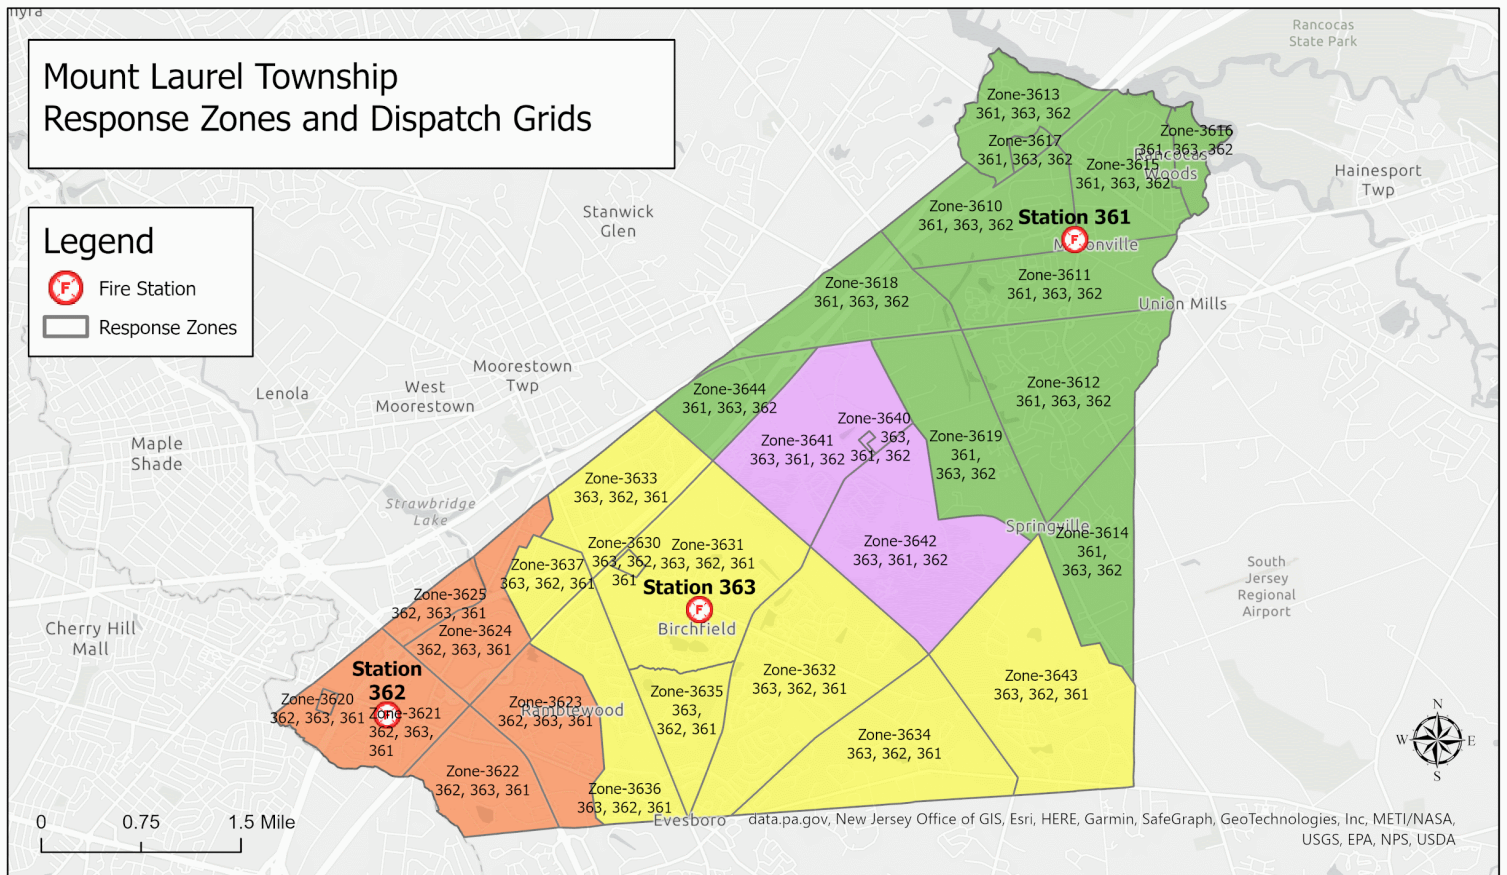 nyra
Rancocas
State Park
Mount Laurel Township
Response Zones and Dispatch Grids
Legend
F Fire Station
Response Zones
Stanwick
Glen
Hainesport
Twp
Zone-3613
361, 363, 362
Zone-3617
361, 363, 362
Zone-3616
361, 363, 362
Rancocas
Woods
Zone-3615
361, 363, 362
Zone-3610
361, 363, 362
Station 361
F
Masonville
Zone-3611
361, 363, 362
Zone-3618
361, 363, 362
Union Mills
Moorestown
Twp
West
Moorestown
Lenola
Maple
Shade
Zone-3644
361, 363, 362
Zone-3612
361, 363, 362
Zone-3640
363,
361, 362
Zone-3641
363, 361, 362
Zone-3619
361,
363, 362
Zone-3633
363, 362, 361
Strawbridge
Lake
Springville
Zone-3614
361,
363, 362
Zone-3642
363, 361, 362
Zone-3630
363, 362,
361
Zone-3631
363, 362, 361
Zone-3637
363, 362, 361
Station 363
F
Birchfield
South
Jersey
Regional
Airport
Zone-3625
362, 363, 361
Zone-3624
362, 363, 361
Cherry Hill
Mall
Station
362
F
Zone-3620
362, 363, 361
Zone-3621
362, 363,
361
Zone-3623
362, 363, 361
Ramblewood
Zone-3635
363,
362, 361
Zone-3632
363, 362, 361
Zone-3643
363, 362, 361
Zone-3634
363, 362, 361
Zone-3622
362, 363, 361
Zone-3636
363, 362, 361
Evesboro
N
W E
S
0 0.75 1.5 Mile
data.pa.gov, New Jersey Office of GIS, Esri, HERE, Garmin, SafeGraph, GeoTechnologies, Inc, METI/NASA,
USGS, EPA, NPS, USDA